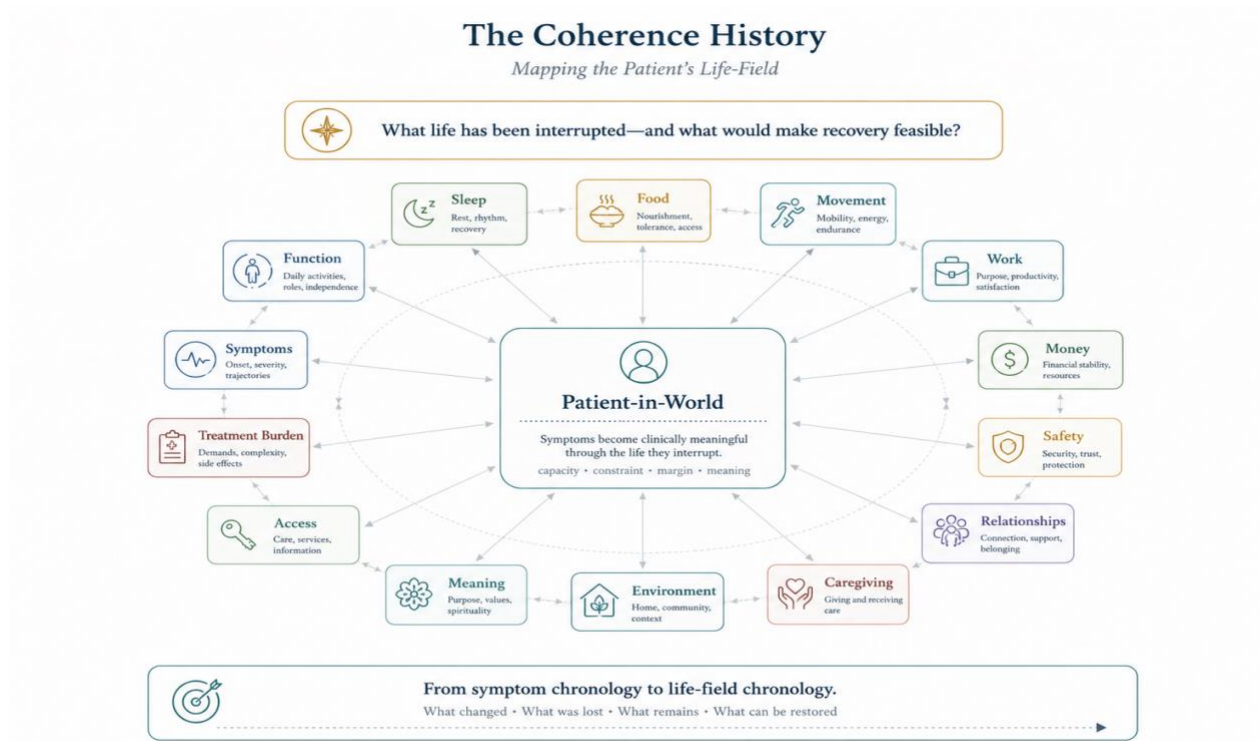 The Coherence History
Mapping the Patient's Life-Field
What life has been interrupted—and what would make recovery feasible?
Sleep
Rest, rhythm,
recovery
Food
Nourishment,
tolerance, access
Movement
Mobility, energy,
endurance
Function
Daily activities,
roles, independence
Work
Purpose, productivity,
satisfaction
Symptoms
Onset, severity,
trajectories
Money
Financial stability,
resources
Patient-in-World
Symptoms become clinically meaningful
through the life they interrupt.
capacity • constraint • margin • meaning
Treatment Burden
Demands, complexity,
side effects
Safety
Security, trust,
protection
Access
Care, services,
information
Relationships
Connection, support,
belonging
Meaning
Purpose, values,
spirituality
Environment
Home, community,
context
Caregiving
Giving and receiving
care
From symptom chronology to life-field chronology.
What changed • What was lost • What remains • What can be restored